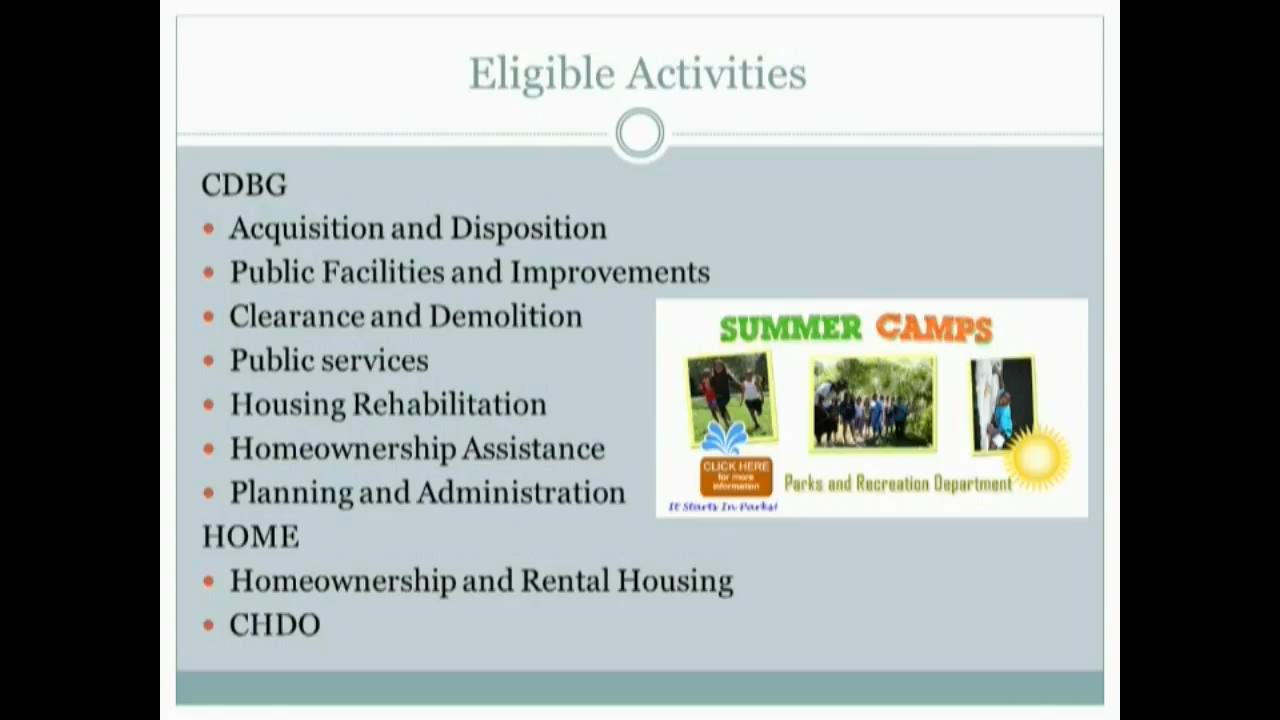 Eligible Activities
CDBG
• Acquisition and Disposition
• Public Facilities and Improvements
• Clearance and Demolition
• Public services
• Housing Rehabilitation
• Homeownership Assistance
• Planning and Administration
HOME
• Homeownership and Rental Housing
• CHDO
SUMMER CAMPS
CLICK HERE
for more
information
Parks and Recreation Department
It Starts In Parks!